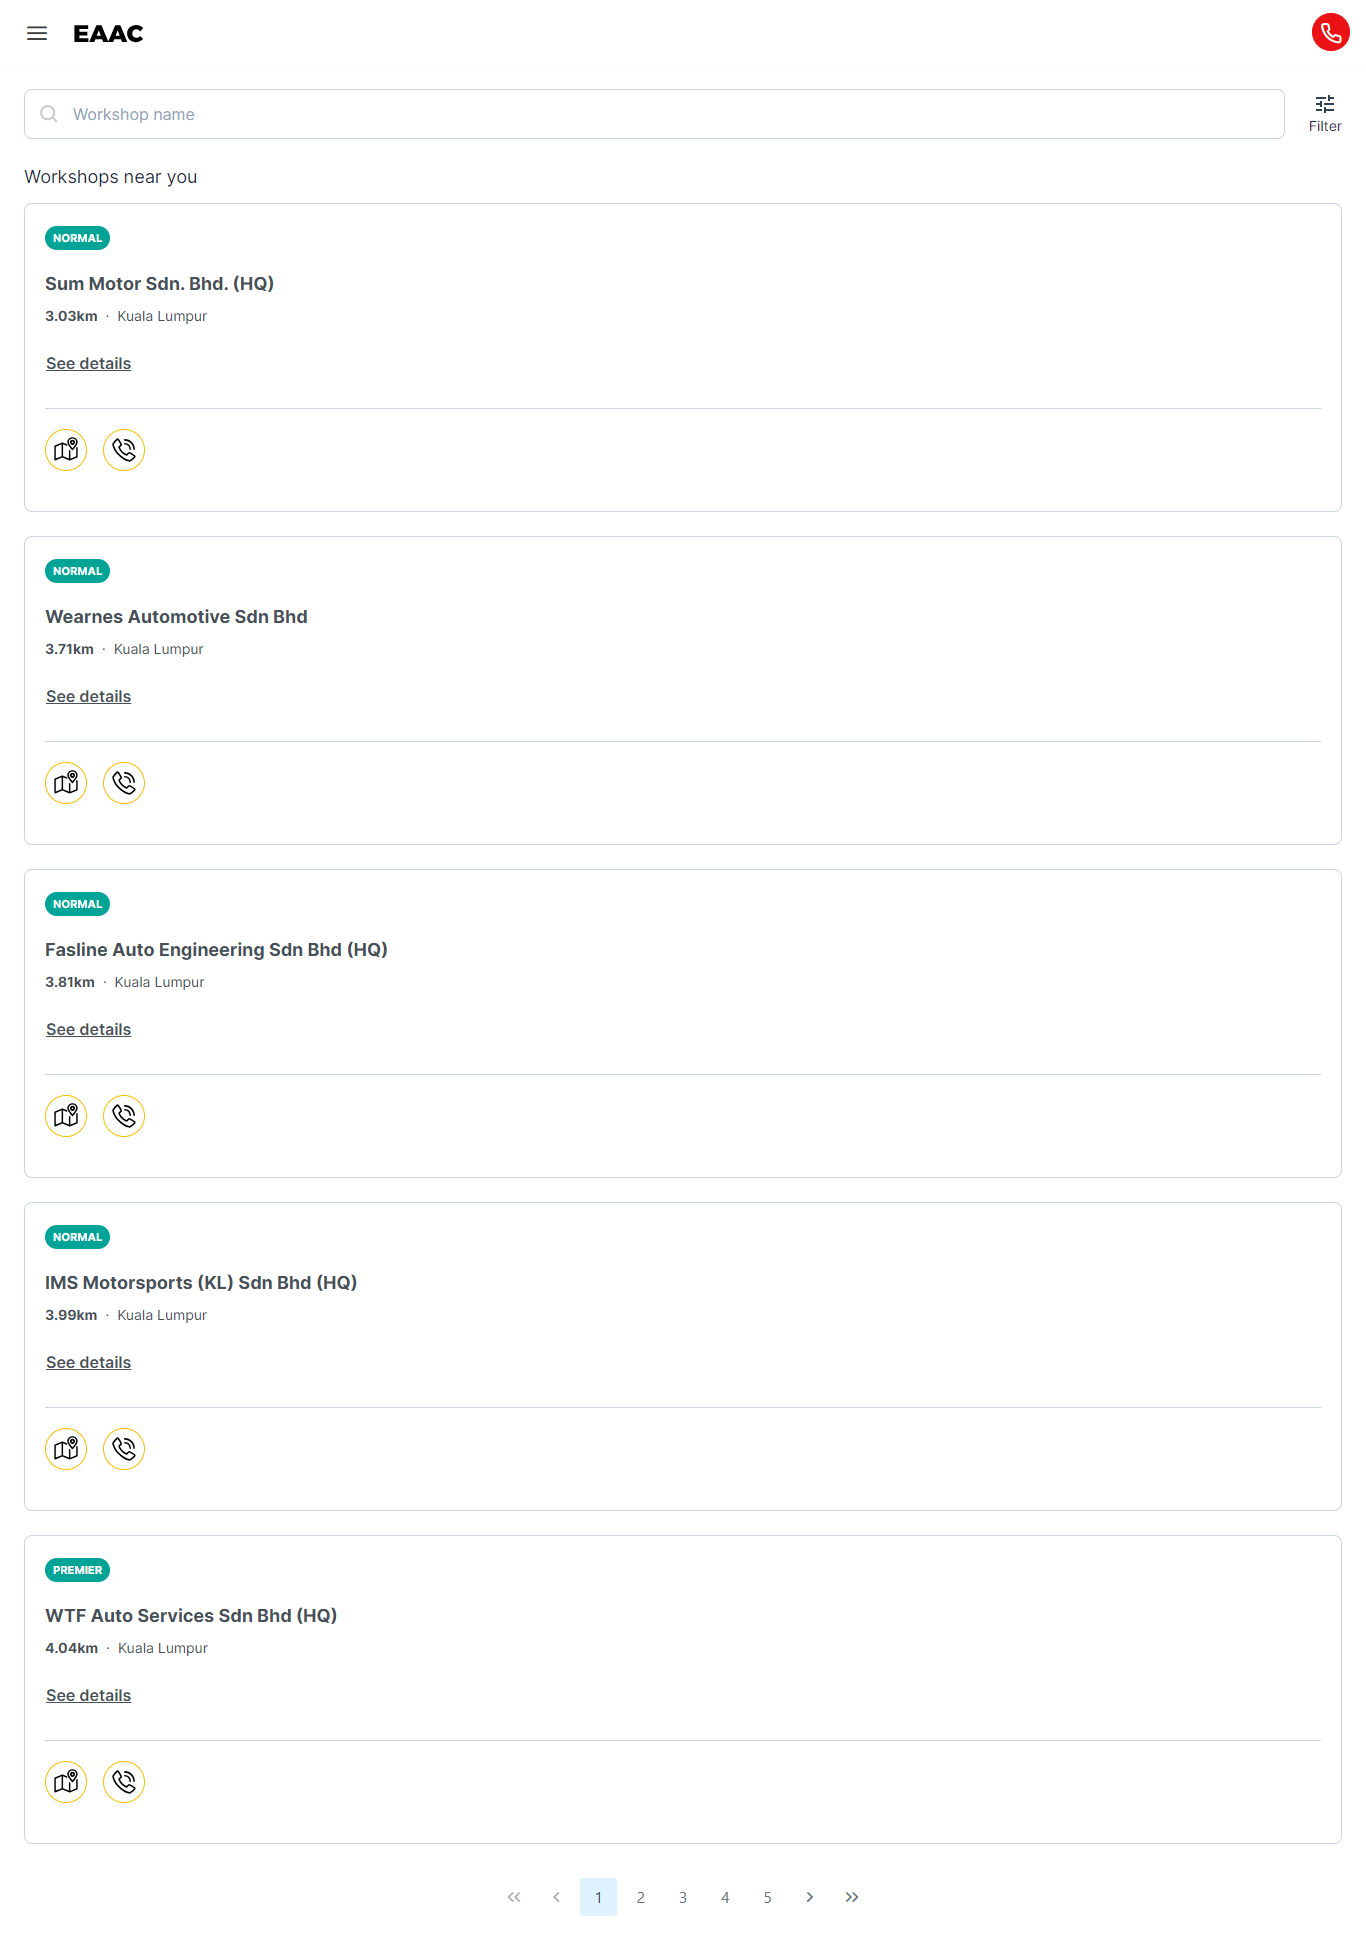 EAAC
Workshop name
Filter
Workshops near you
NORMAL
Sum Motor Sdn. Bhd. (HQ)
3.03km · Kuala Lumpur
See details
NORMAL
Wearnes Automotive Sdn Bhd
3.71km · Kuala Lumpur
See details
NORMAL
Fasline Auto Engineering Sdn Bhd (HQ)
3.81km · Kuala Lumpur
See details
NORMAL
IMS Motorsports (KL) Sdn Bhd (HQ)
3.99km · Kuala Lumpur
See details
PREMIER
WTF Auto Services Sdn Bhd (HQ)
4.04km · Kuala Lumpur
See details
1 2 3 4 5